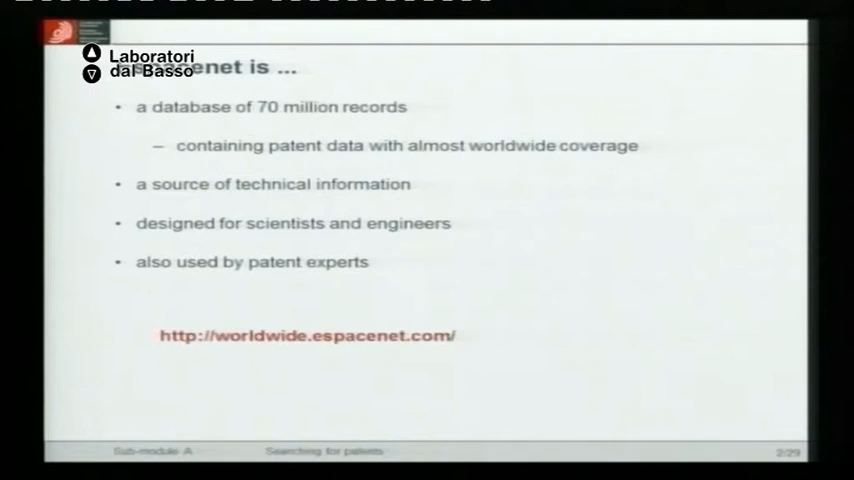 Laboratori
dal Basso
espacenet is ...
• a database of 70 million records
– containing patent data with almost worldwide coverage
• a source of technical information
• designed for scientists and engineers
• also used by patent experts
http://worldwide.espacenet.com/
Sub-module A Searching for patents 2/29